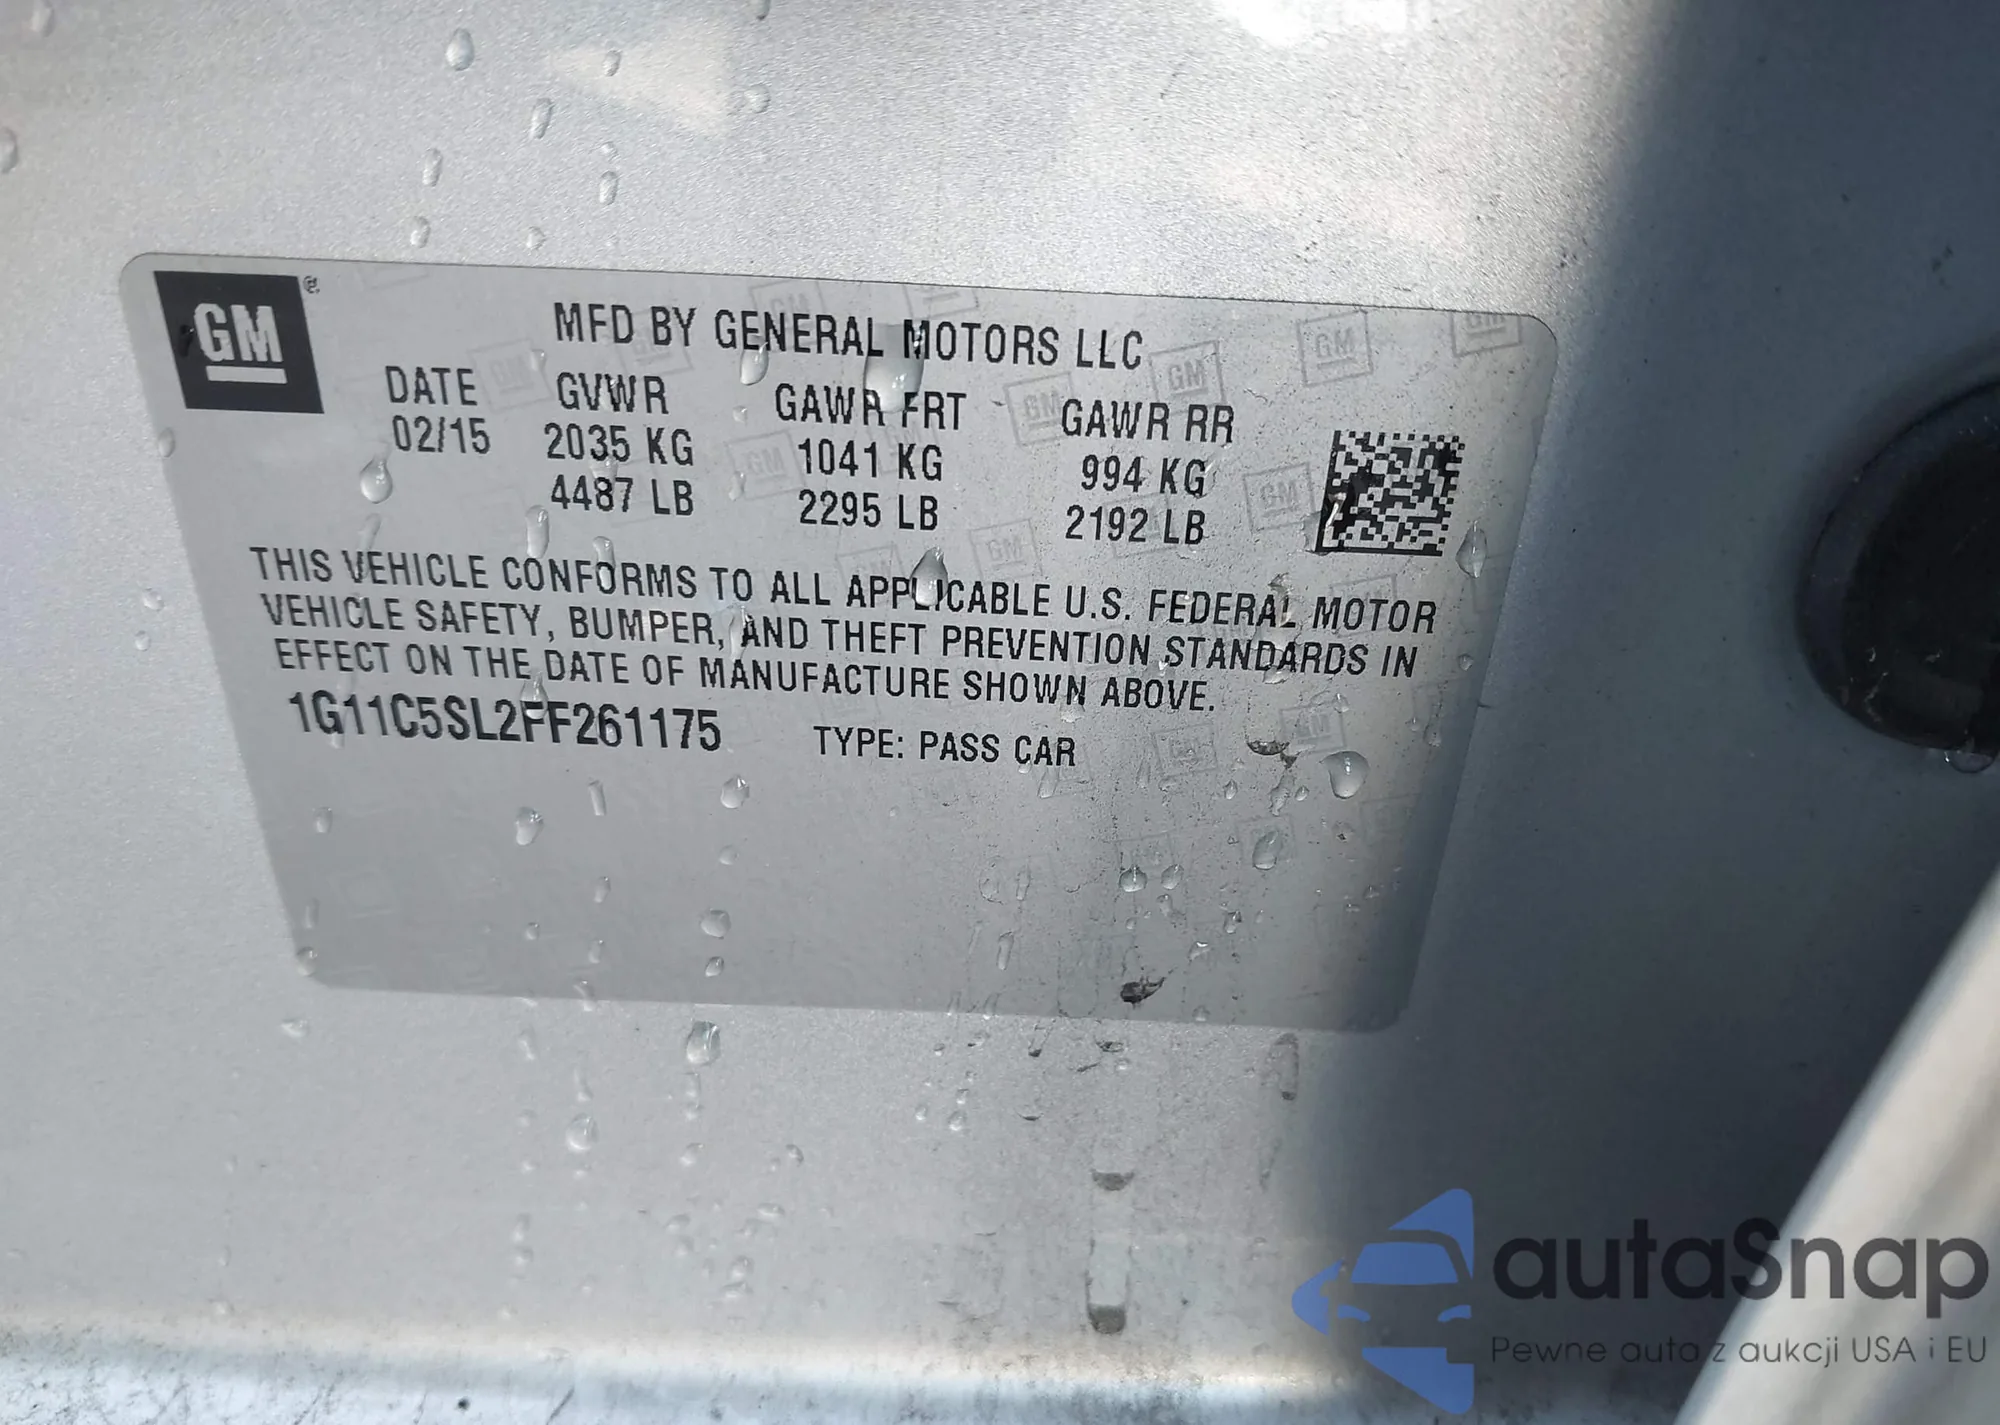 GM
MFD BY GENERAL MOTORS LLC
DATE GVWR GAWR FRT GAWR RR
02/15 2035 KG 1041 KG 994 KG
4487 LB 2295 LB 2192 LB
THIS VEHICLE CONFORMS TO ALL APPLICABLE U.S. FEDERAL MOTOR
VEHICLE SAFETY, BUMPER, AND THEFT PREVENTION STANDARDS IN
EFFECT ON THE DATE OF MANUFACTURE SHOWN ABOVE.
1G11C5SL2FF261175 TYPE: PASS CAR
autaSnap
Pewne auta z aukcji USA i EU